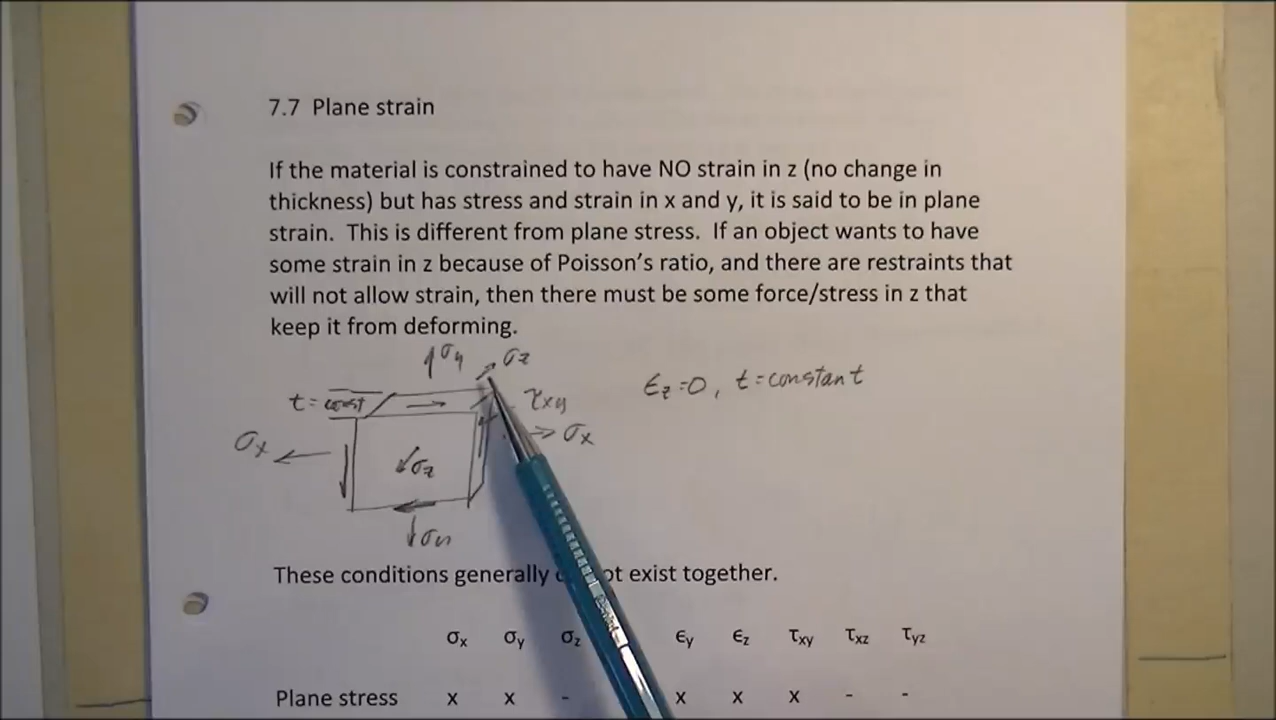 7.7 Plane strain
If the material is constrained to have NO strain in z (no change in
thickness) but has stress and strain in x and y, it is said to be in plane
strain. This is different from plane stress. If an object wants to have
some strain in z because of Poisson's ratio, and there are restraints that
will not allow strain, then there must be some force/stress in z that
keep it from deforming.
σy σz
t = const τxy ϵz=0, t=constant
σx σx
σz
These conditions generally exist together.
σx σy σz ϵy ϵz τxy τxz τyz
Plane stress x x - x x x - -